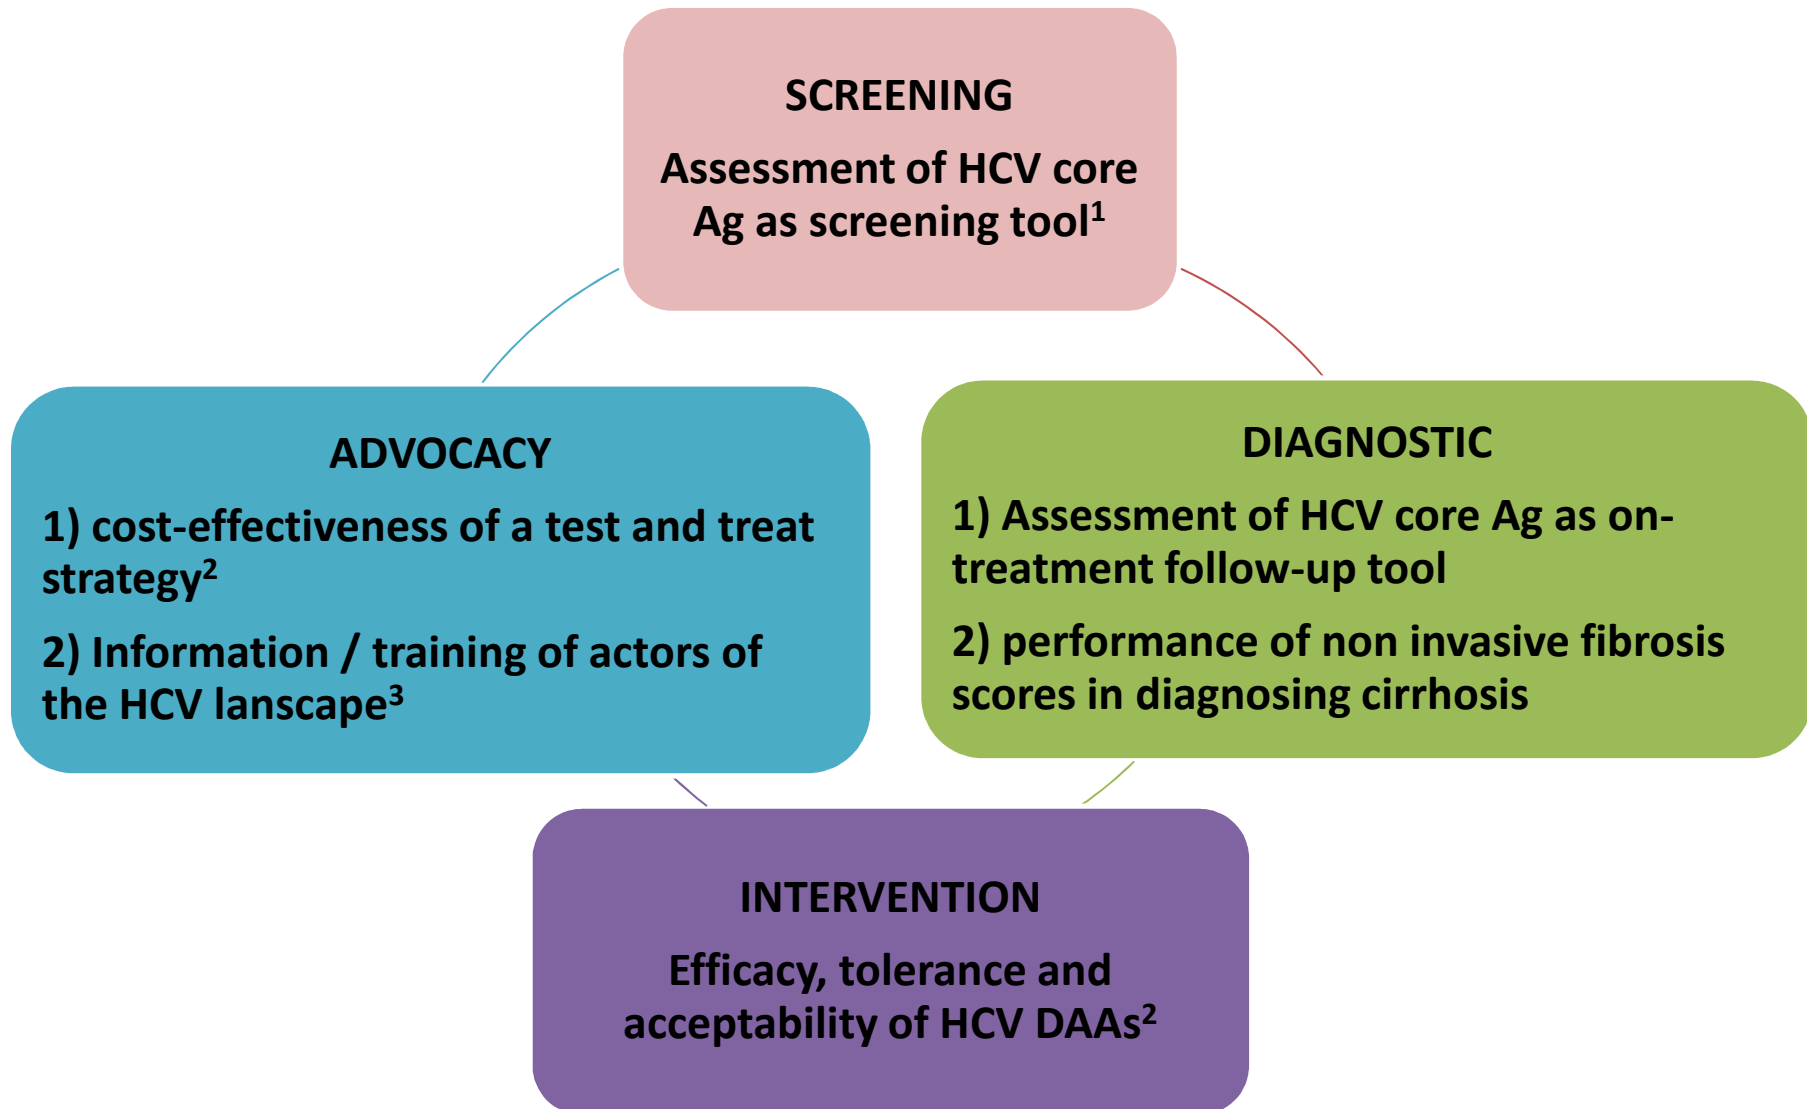 SCREENING
Assessment of HCV core
Ag as screening tool¹
ADVOCACY
1) cost-effectiveness of a test and treat
strategy²
2) Information / training of actors of
the HCV lanscape³
DIAGNOSTIC
1) Assessment of HCV core Ag as on-
treatment follow-up tool
2) performance of non invasive fibrosis
scores in diagnosing cirrhosis
INTERVENTION
Efficacy, tolerance and
acceptability of HCV DAAs²